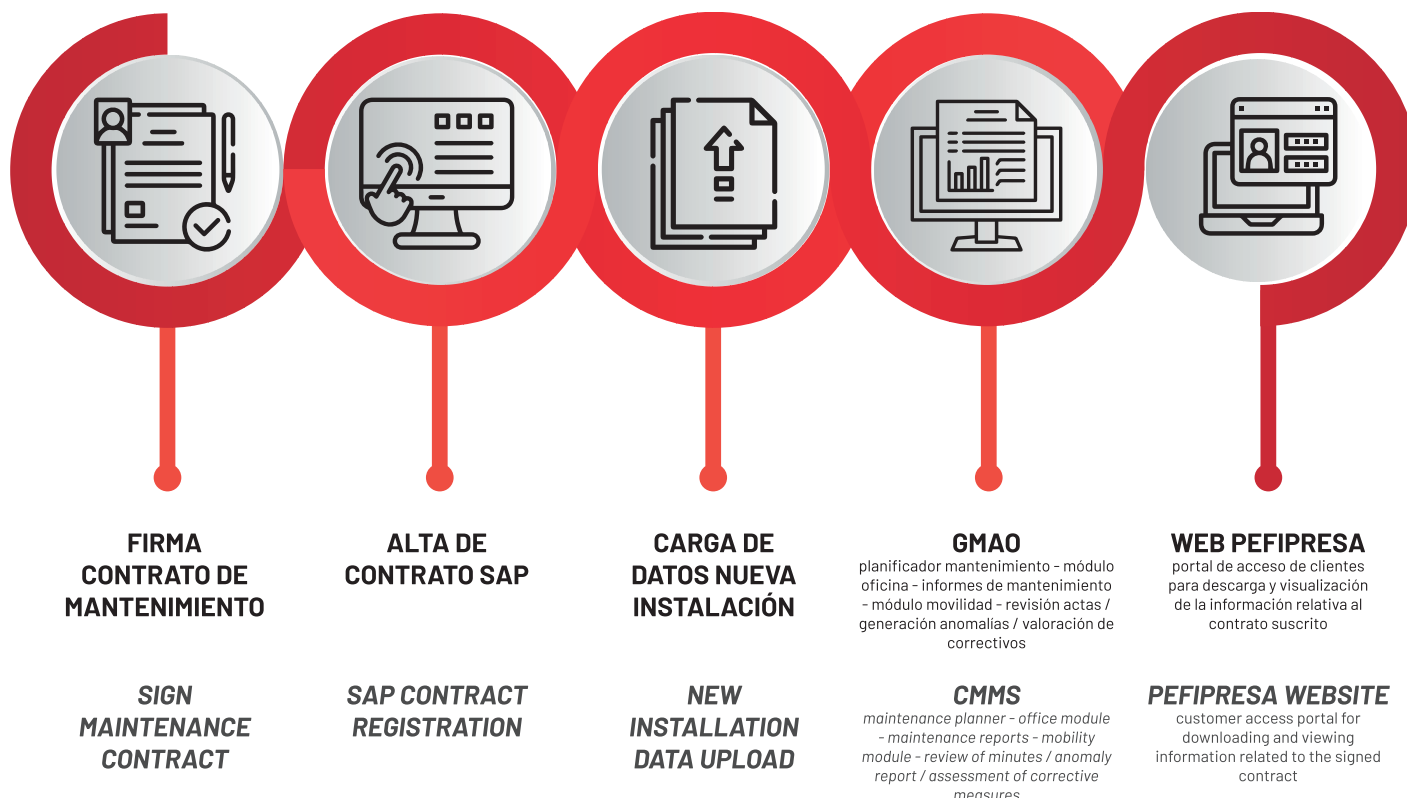 FIRMA
CONTRATO DE
MANTENIMIENTO
ALTA DE
CONTRATO SAP
CARGA DE
DATOS NUEVA
INSTALACIÓN
GMAO
planificador mantenimiento - módulo
oficina - informes de mantenimiento
- módulo movilidad - revisión actas /
generación anomalías / valoración de
correctivos
WEB PEFIPRESA
portal de acceso de clientes
para descarga y visualización
de la información relativa al
contrato suscrito
SIGN
MAINTENANCE
CONTRACT
SAP CONTRACT
REGISTRATION
NEW
INSTALLATION
DATA UPLOAD
CMMS
maintenance planner - office module
- maintenance reports - mobility
module - review of minutes / anomaly
report / assessment of corrective
measures
PEFIPRESA WEBSITE
customer access portal for
downloading and viewing
information related to the signed
contract